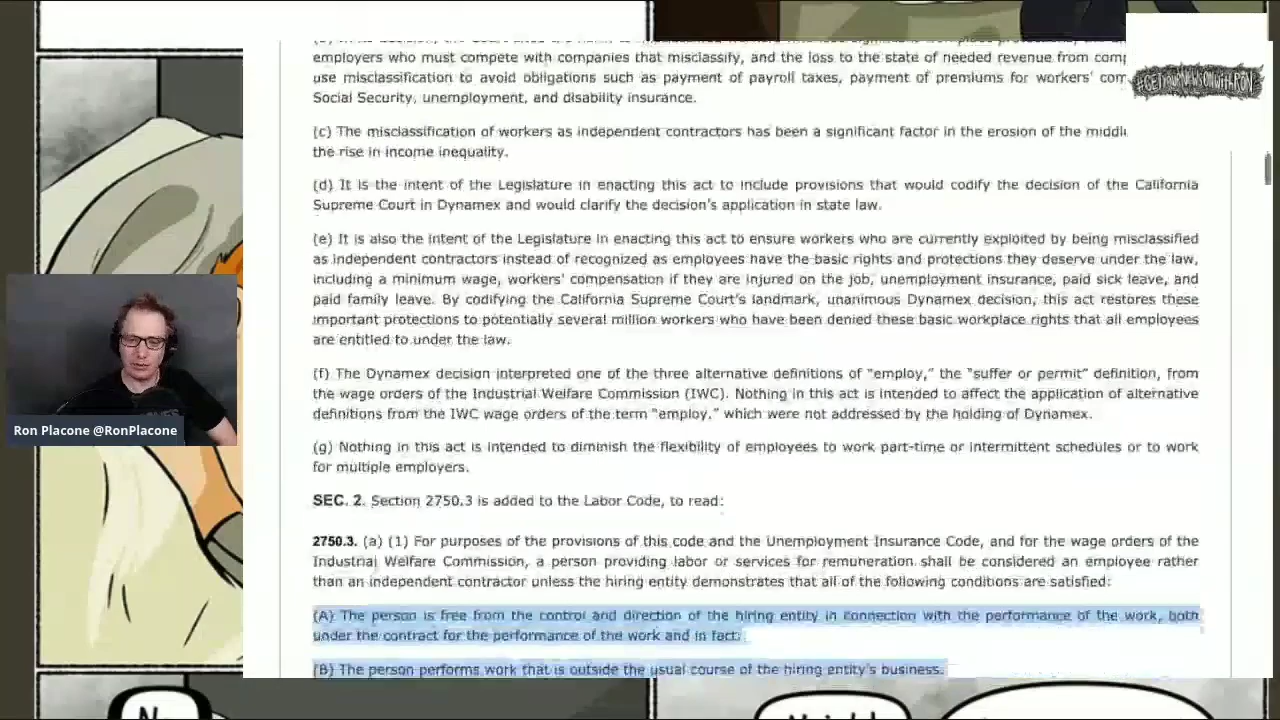 employers who must compete with companies that misclassify, and the loss to the state of needed revenue from
use misclassification to avoid obligations such as payment of payroll taxes, payment of premiums for workers'
Social Security, unemployment, and disability insurance.
#GETYOURNEWSONWITHRON
(c) The misclassification of workers as independent contractors has been a significant factor in the erosion of the
the rise in income inequality.
(d) It is the intent of the Legislature in enacting this act to include provisions that would codify the decision of the California
Supreme Court in Dynamex and would clarify the decision's application in state law.
(e) It is also the intent of the Legislature in enacting this act to ensure workers who are currently exploited by being misclassified
as independent contractors instead of recognized as employees have the basic rights and protections they deserve under the law,
including a minimum wage, workers' compensation if they are injured on the job, unemployment insurance, paid sick leave, and
paid family leave. By codifying the California Supreme Court's landmark, unanimous Dynamex decision, this act restores these
important protections to potentially several million workers who have been denied these basic workplace rights that all employees
are entitled to under the law.
(f) The Dynamex decision interpreted one of the three alternative definitions of "employ," the "suffer or permit" definition, from
the wage orders of the Industrial Welfare Commission (IWC). Nothing in this act is intended to affect the application of alternative
definitions from the IWC wage orders of the term "employ," which were not addressed by the holding of Dynamex.
Ron Placone @RonPlacone
(g) Nothing in this act is intended to diminish the flexibility of employees to work part-time or intermittent schedules or to work
for multiple employers.
SEC. 2. Section 2750.3 is added to the Labor Code, to read:
2750.3. (a) (1) For purposes of the provisions of this code and the Unemployment Insurance Code, and for the wage orders of the
Industrial Welfare Commission, a person providing labor or services for remuneration shall be considered an employee rather
than an independent contractor unless the hiring entity demonstrates that all of the following conditions are satisfied:
(A) The person is free from the control and direction of the hiring entity in connection with the performance of the work, both
under the contract for the performance of the work and in fact.
(B) The person performs work that is outside the usual course of the hiring entity's business.